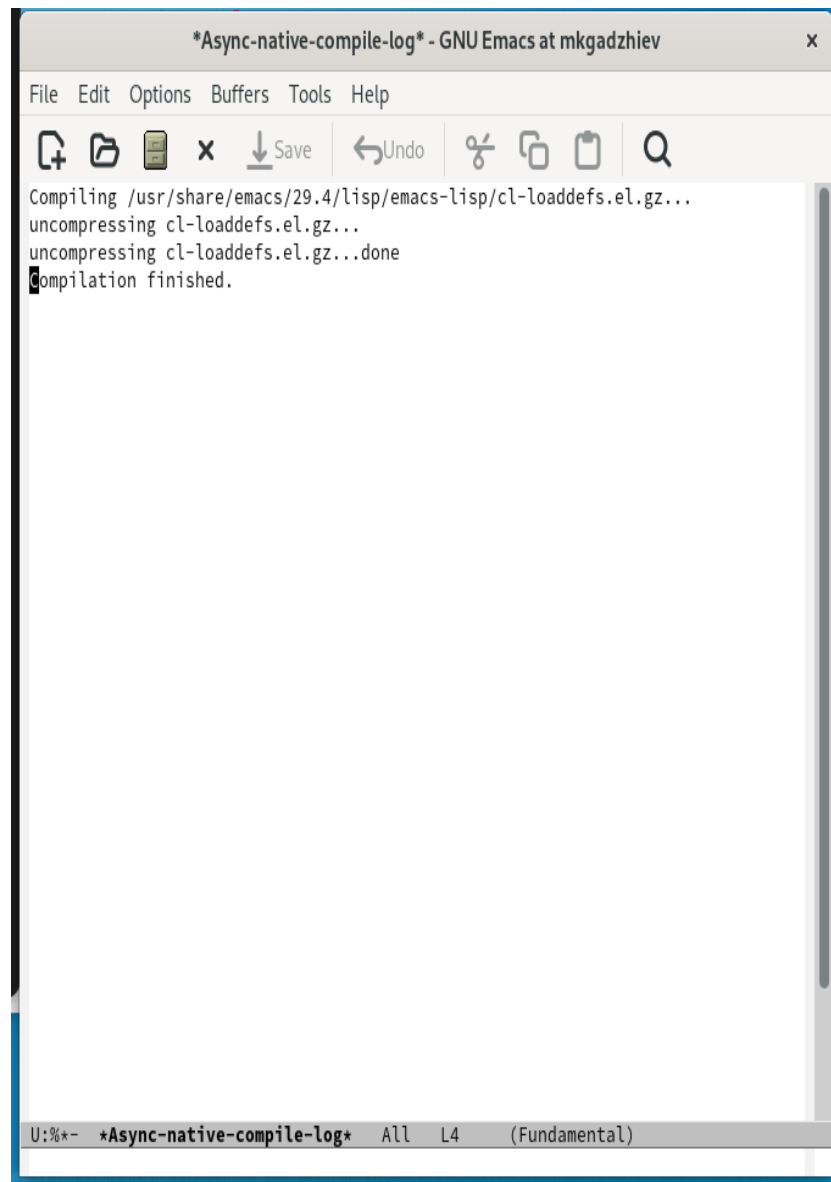 *Async-native-compile-log* - GNU Emacs at mkgadzhiev
File Edit Options Buffers Tools Help
Save Undo
Compiling /usr/share/emacs/29.4/lisp/emacs-lisp/cl-loaddefs.el.gz...
uncompressing cl-loaddefs.el.gz...
uncompressing cl-loaddefs.el.gz...done
Compilation finished.
U:%*- *Async-native-compile-log* All L4 (Fundamental)